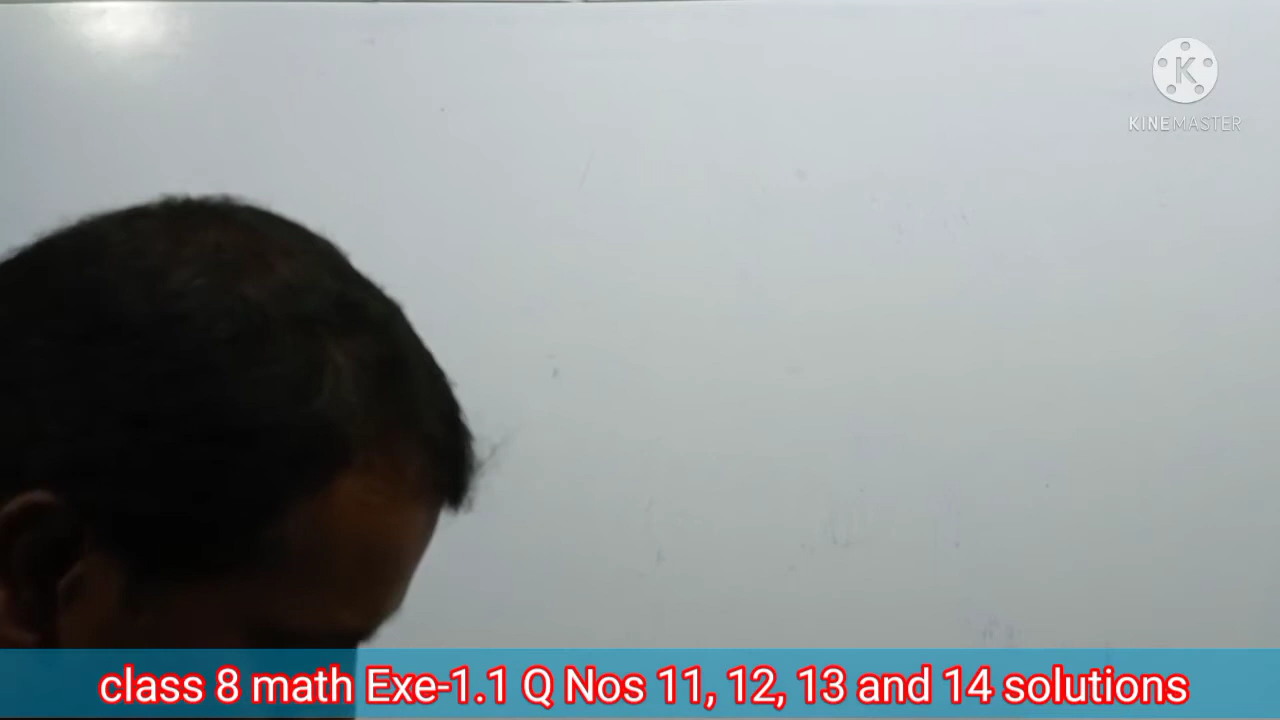 KINEMASTER
class 8 math Exe-1.1 Q Nos 11, 12, 13 and 14 solutions